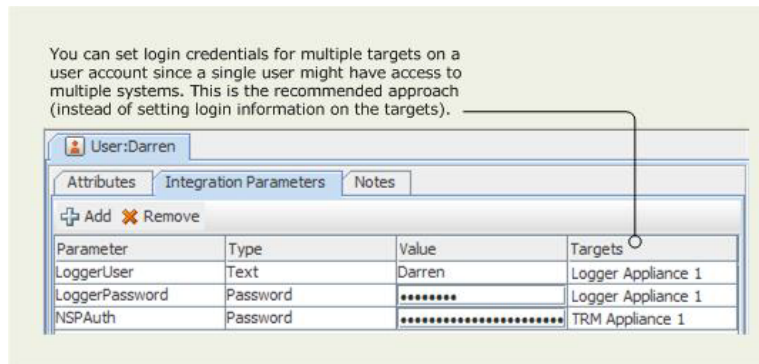 You can set login credentials for multiple targets on a
user account since a single user might have access to
multiple systems. This is the recommended approach
(instead of setting login information on the targets).
User:Darren
Attributes Integration Parameters Notes
Add Remove
Parameter Type Value Targets
LoggerUser Text Darren Logger Appliance 1
LoggerPassword Password •••••••• Logger Appliance 1
NSPAuth Password •••••••••••••••••••••••• TRM Appliance 1